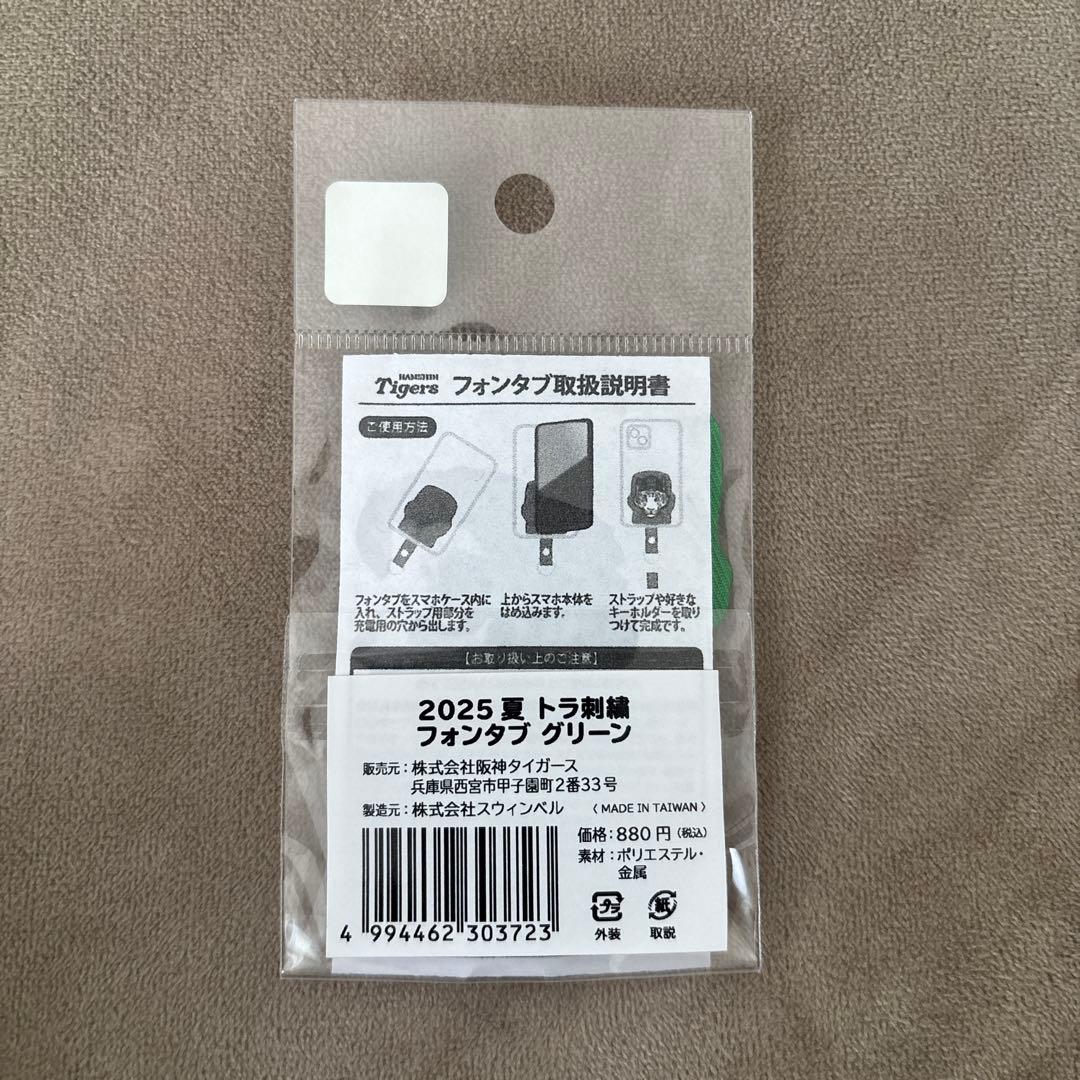 HANSHIN
Tigers フォンタブ取扱説明書
ご使用方法
フォンタブをスマホケース内に
入れ、ストラップ用部分を
充電用の穴から出します。
上からスマホ本体を
はめ込みます。
ストラップや好きな
キーホルダーを取り
つけて完成です。
【お取り扱い上のご注意】
2025 夏 トラ刺繍
フォンタブ グリーン
販売元：株式会社阪神タイガース
兵庫県西宮市甲子園町2番33号
製造元：株式会社スウィンベル 〈 MADE IN TAIWAN 〉
価格：880 円（税込）
素材：ポリエステル・
金属
プラ
外装
紙
取説
4 994462 303723